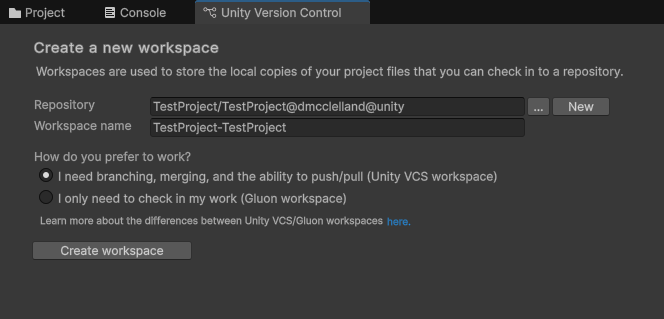 Project Console Unity Version Control
Create a new workspace
Workspaces are used to store the local copies of your project files that you can check in to a repository.
Repository TestProject/TestProject@dmcclelland@unity ... New
Workspace name TestProject-TestProject
How do you prefer to work?
I need branching, merging, and the ability to push/pull (Unity VCS workspace)
I only need to check in my work (Gluon workspace)
Learn more about the differences between Unity VCS/Gluon workspaces here.
Create workspace